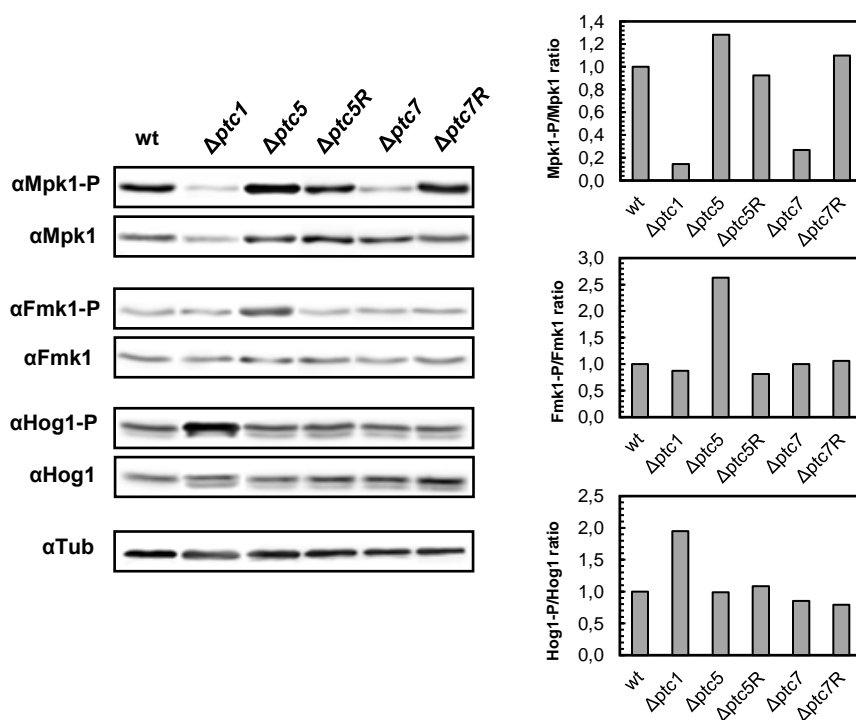 wt Δptc1 Δptc5 Δptc5R Δptc7 Δptc7R
αMpk1-P
αMpk1
αFmk1-P
αFmk1
αHog1-P
αHog1
αTub
Mpk1-P/Mpk1 ratio
1,4
1,2
1,0
0,8
0,6
0,4
0,2
0,0
wt Δptc1 Δptc5 Δptc5R Δptc7 Δptc7R
Fmk1-P/Fmk1 ratio
3,0
2,5
2,0
1,5
1,0
0,5
0,0
wt Δptc1 Δptc5 Δptc5R Δptc7 Δptc7R
Hog1-P/Hog1 ratio
2,5
2,0
1,5
1,0
0,5
0,0
wt Δptc1 Δptc5 Δptc5R Δptc7 Δptc7R